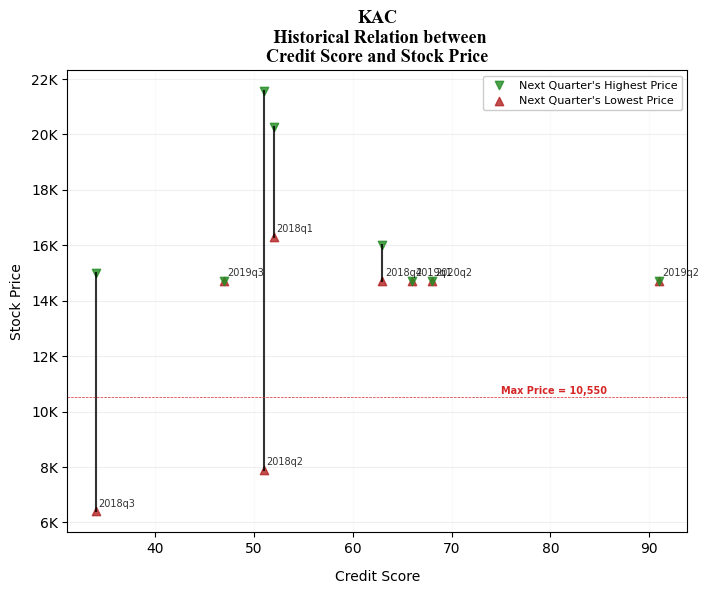 KAC
Historical Relation between
Credit Score and Stock Price
Next Quarter's Highest Price
Next Quarter's Lowest Price
22K
20K
18K
16K
14K
12K
10K
8K
6K
Stock Price
2018q1
2019q3
2018q4
2019q1
2020q2
2019q2
Max Price = 10,550
2018q2
2018q3
40
50
60
70
80
90
Credit Score